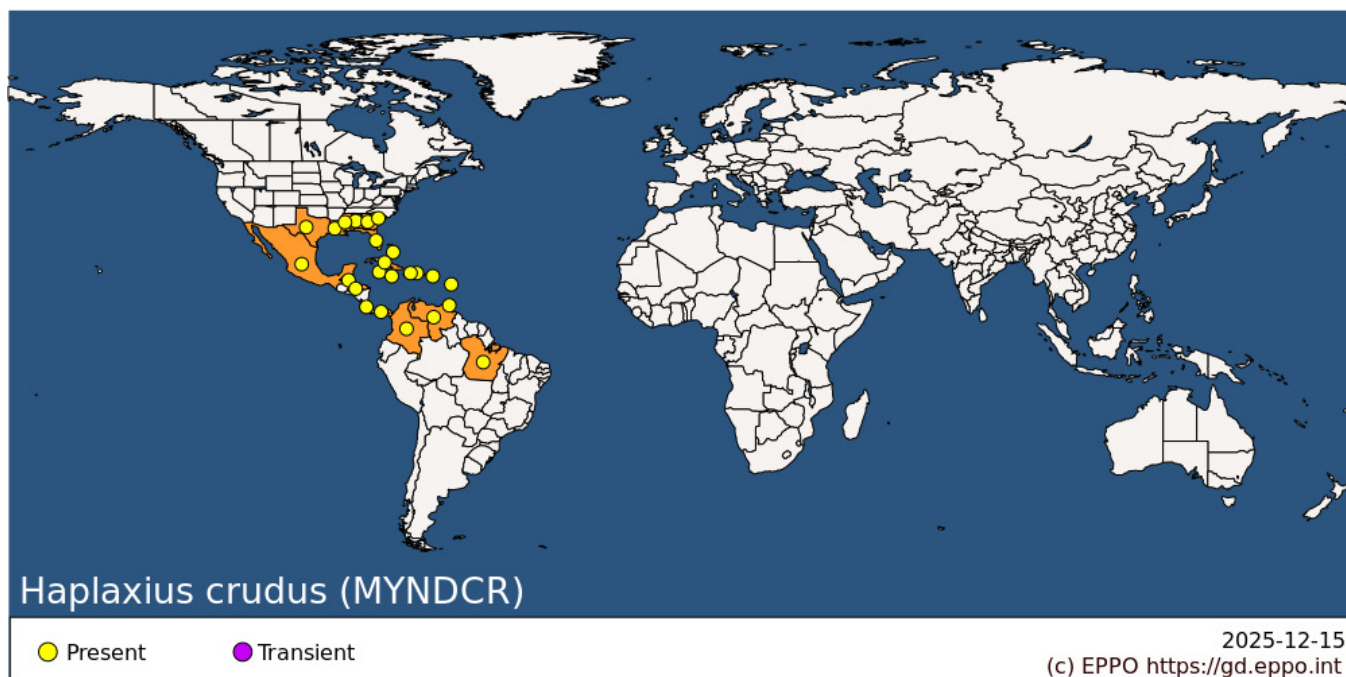 Haplaxius crudus (MYNDCR)
Present
Transient
2025-12-15
(c) EPPO https://gd.eppo.int